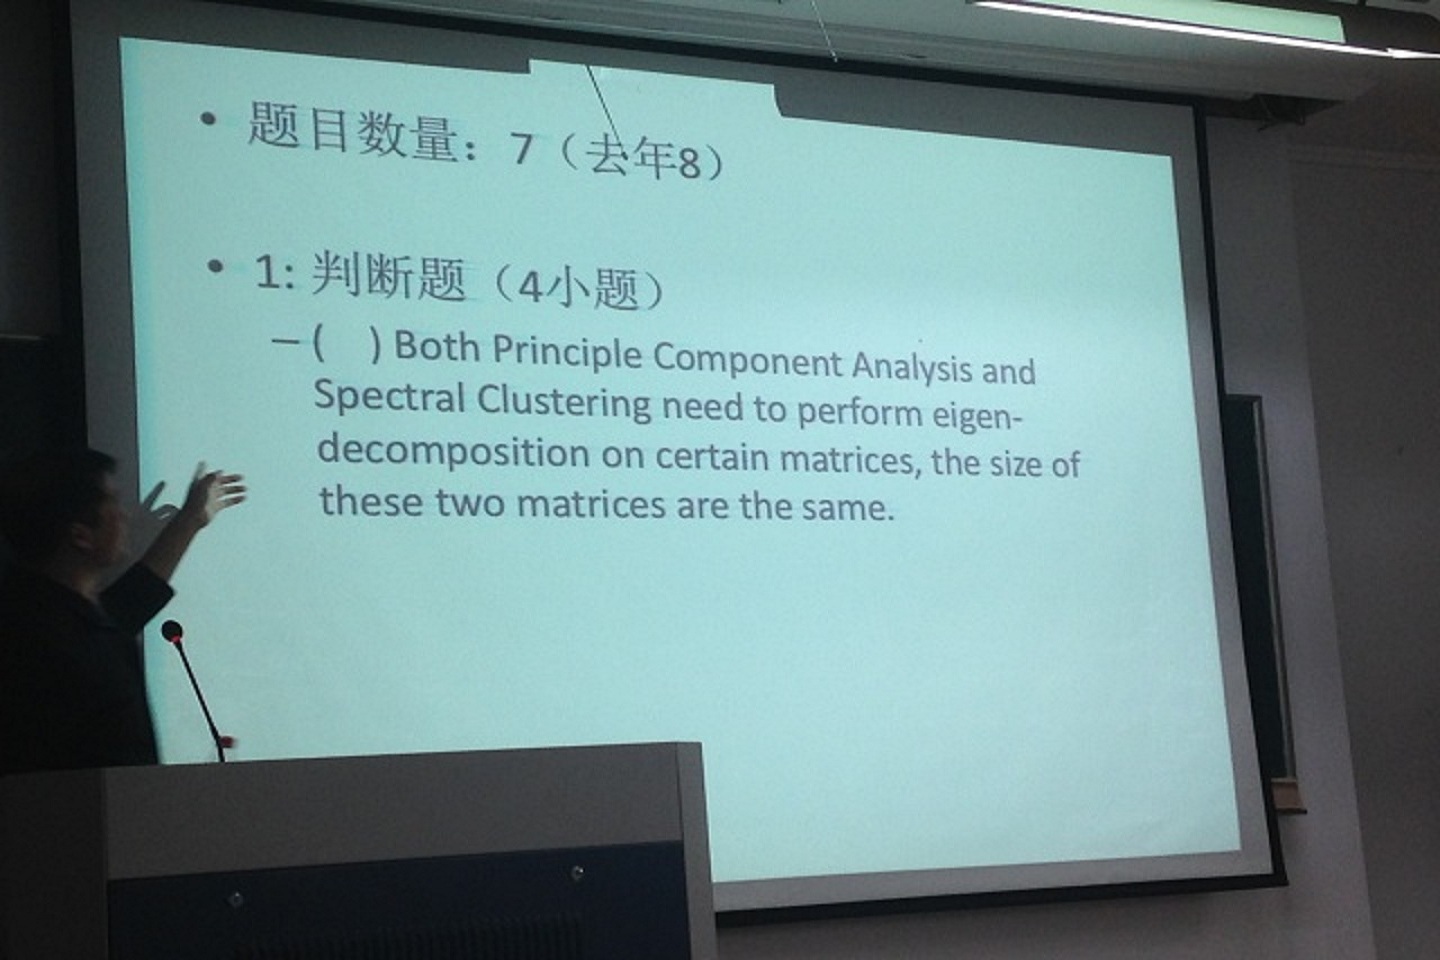 • 题目数量：7（去年8）
• 1: 判断题（4小题）
– (    ) Both Principle Component Analysis and
Spectral Clustering need to perform eigen-
decomposition on certain matrices, the size of
these two matrices are the same.